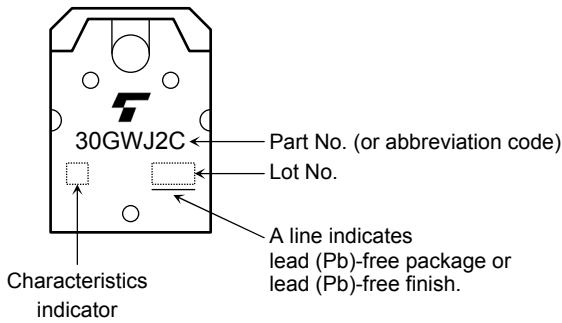 30GWJ2C
Part No. (or abbreviation code)
Lot No.
A line indicates
lead (Pb)-free package or
lead (Pb)-free finish.
Characteristics
indicator